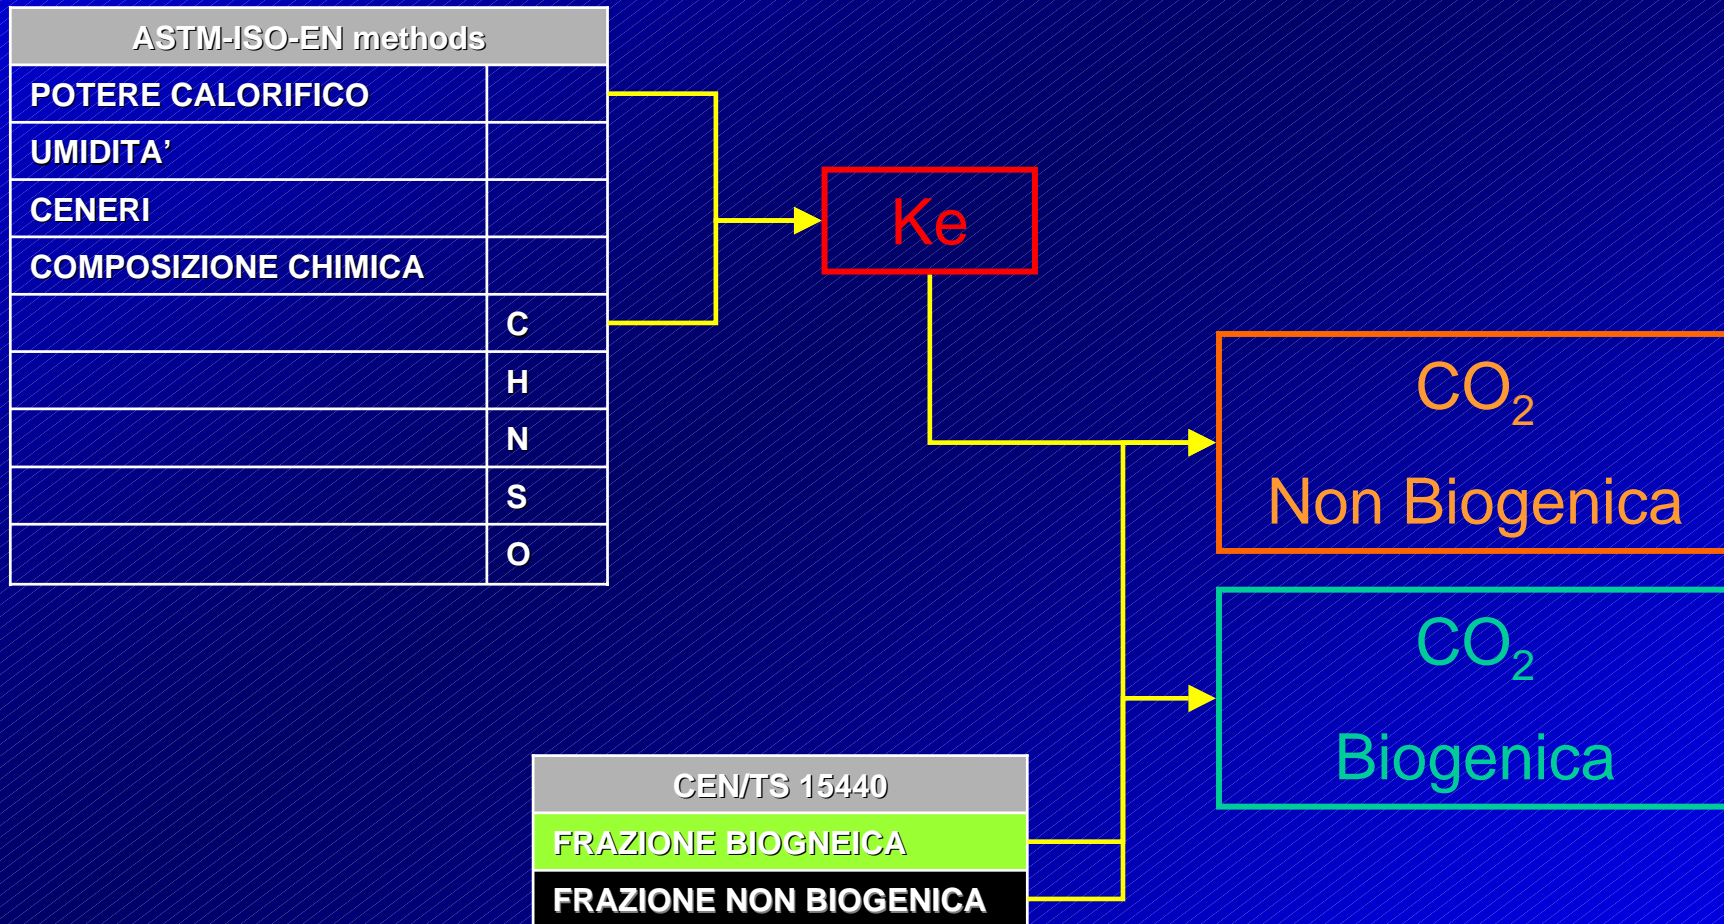 ASTM-ISO-EN methods
POTERE CALORIFICO
UMIDITA’
CENERI
COMPOSIZIONE CHIMICA
C
H
N
S
O
Ke
CO₂
Non Biogenica
CO₂
Biogenica
CEN/TS 15440
FRAZIONE BIOGNEICA
FRAZIONE NON BIOGENICA